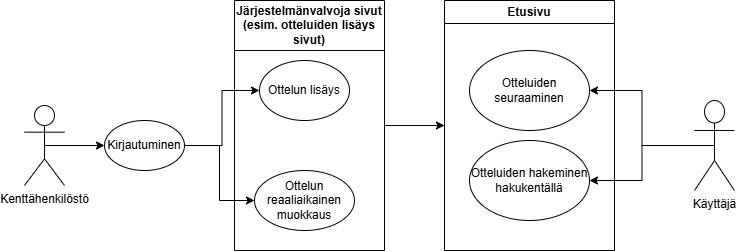 Järjestelmänvalvoja sivut
(esim. otteluiden lisäys
sivut)
Etusivu
Ottelun lisäys
Otteluiden
seuraaminen
Kirjautuminen
Otteluiden hakeminen
hakukentällä
Ottelun
reaaliaikainen
muokkaus
Kenttähenkilöstö
Käyttäjä